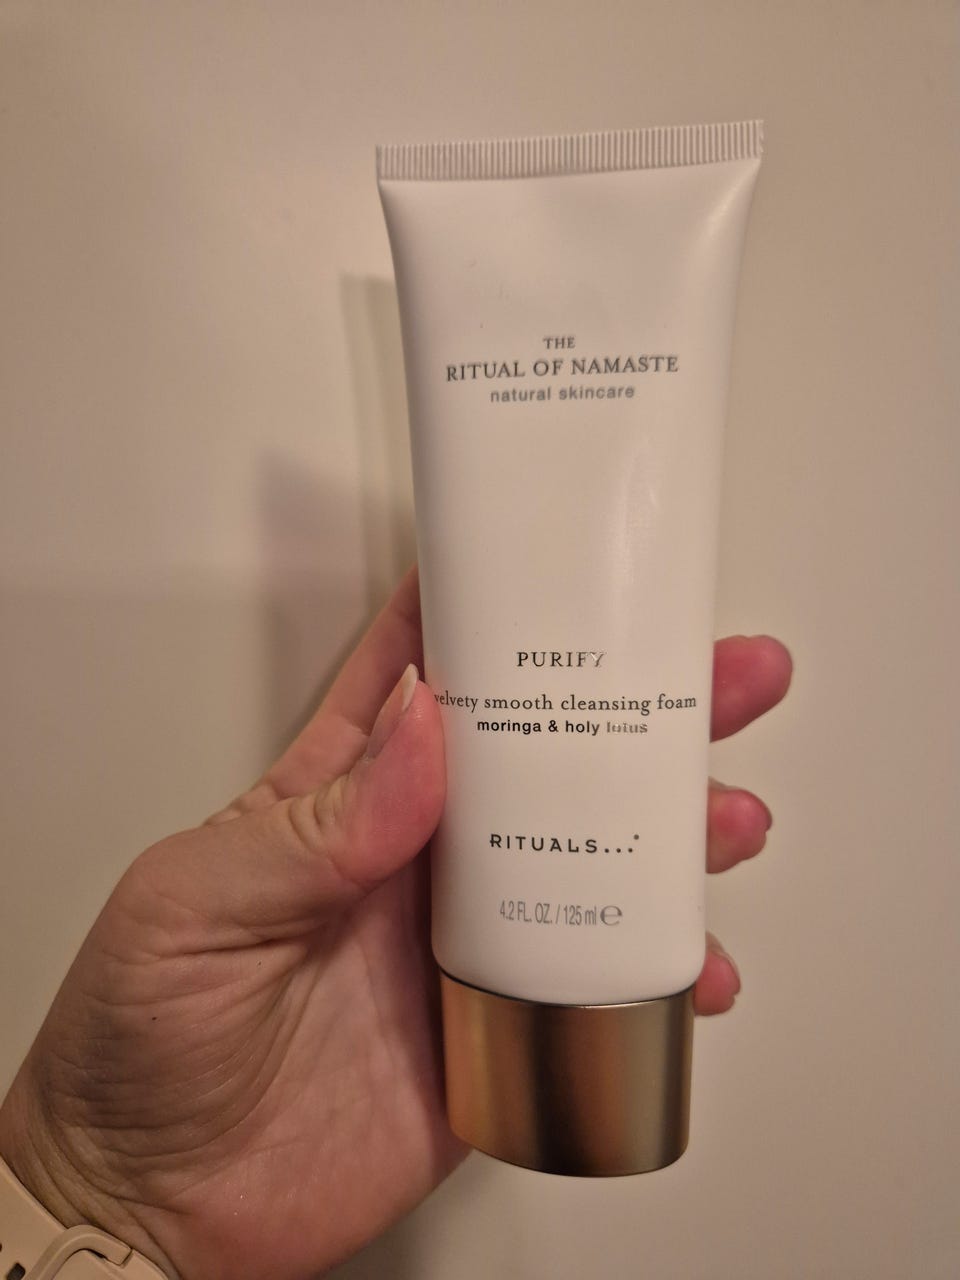 THE
RITUAL OF NAMASTE
natural skincare
PURIFY
velvety smooth cleansing foam
moringa & holy lotus
RITUALS...
4.2 FL. OZ. / 125 ml ℮